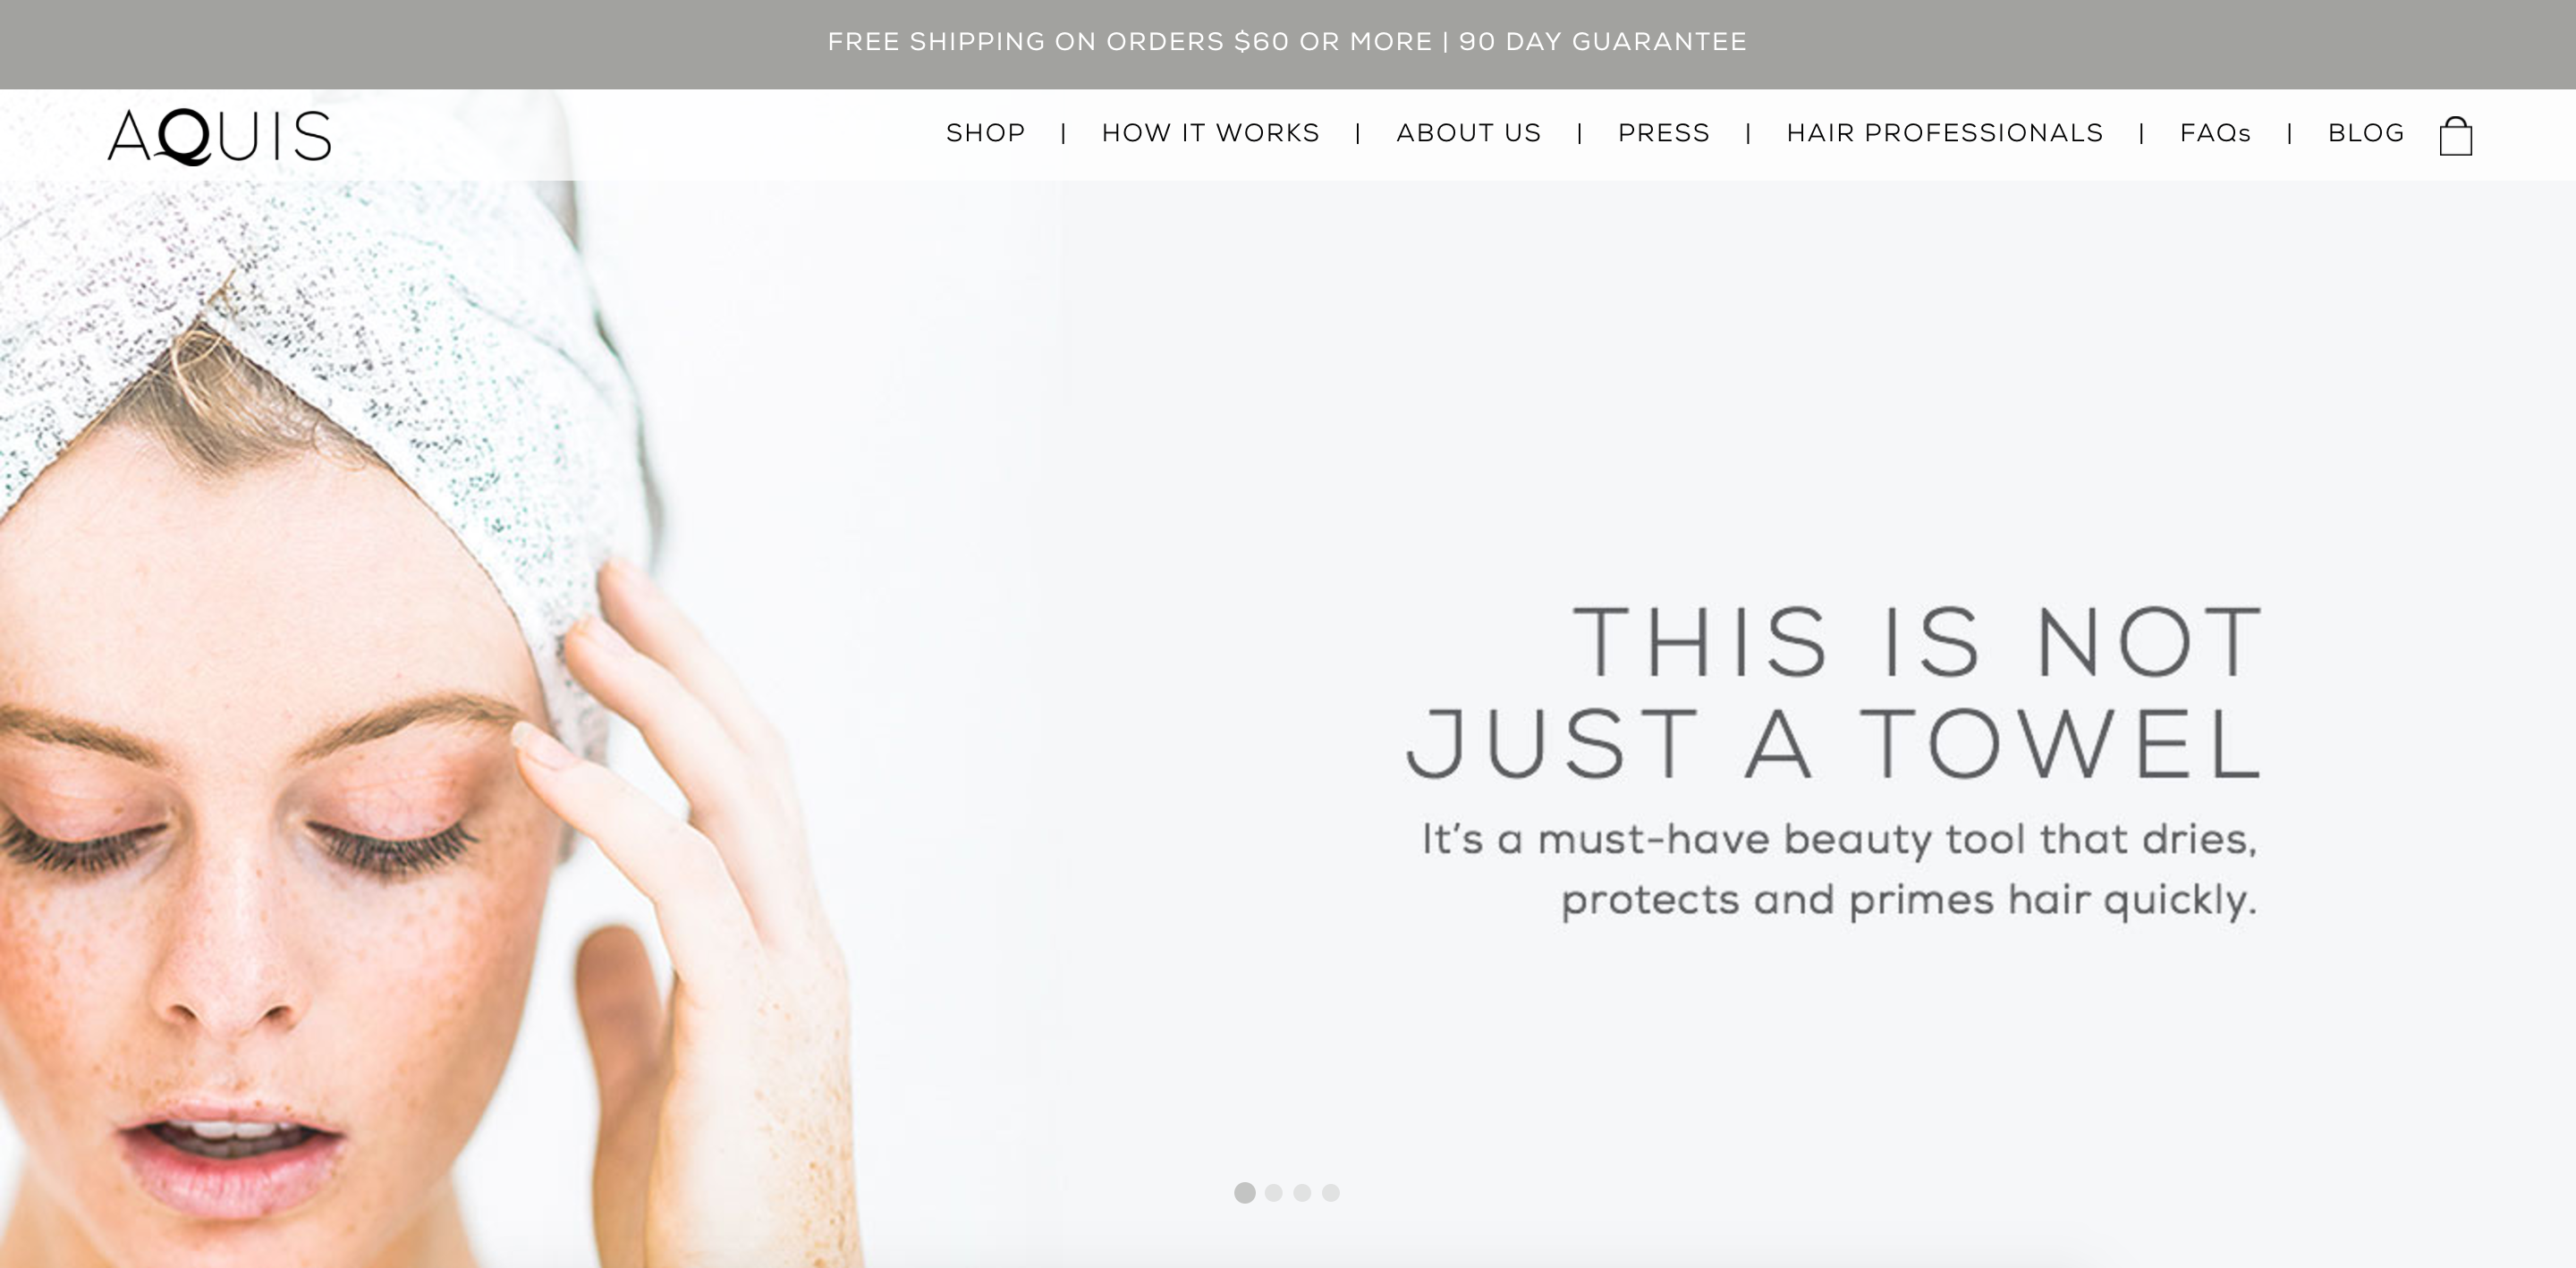 FREE SHIPPING ON ORDERS $60 OR MORE | 90 DAY GUARANTEE
AQUIS
SHOP | HOW IT WORKS | ABOUT US | PRESS | HAIR PROFESSIONALS | FAQs | BLOG
THIS IS NOT
JUST A TOWEL
It's a must-have beauty tool that dries,
protects and primes hair quickly.